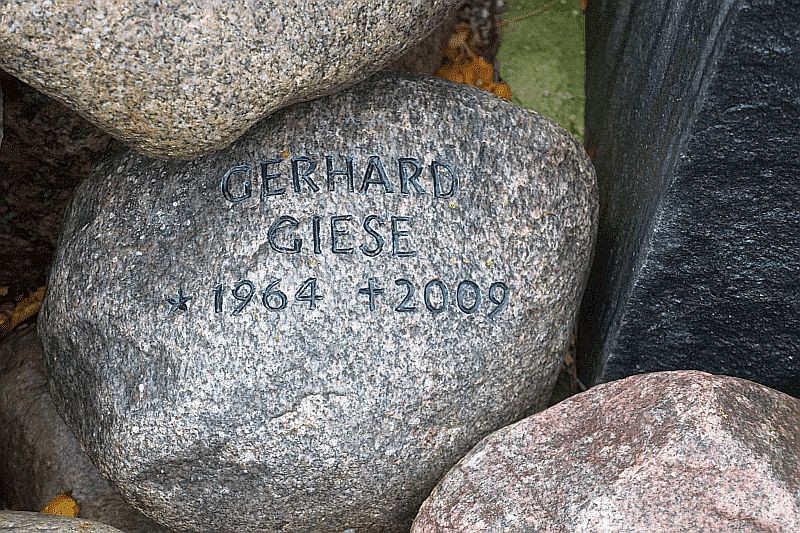 GERHARD
GIESE
* 1964 †2009